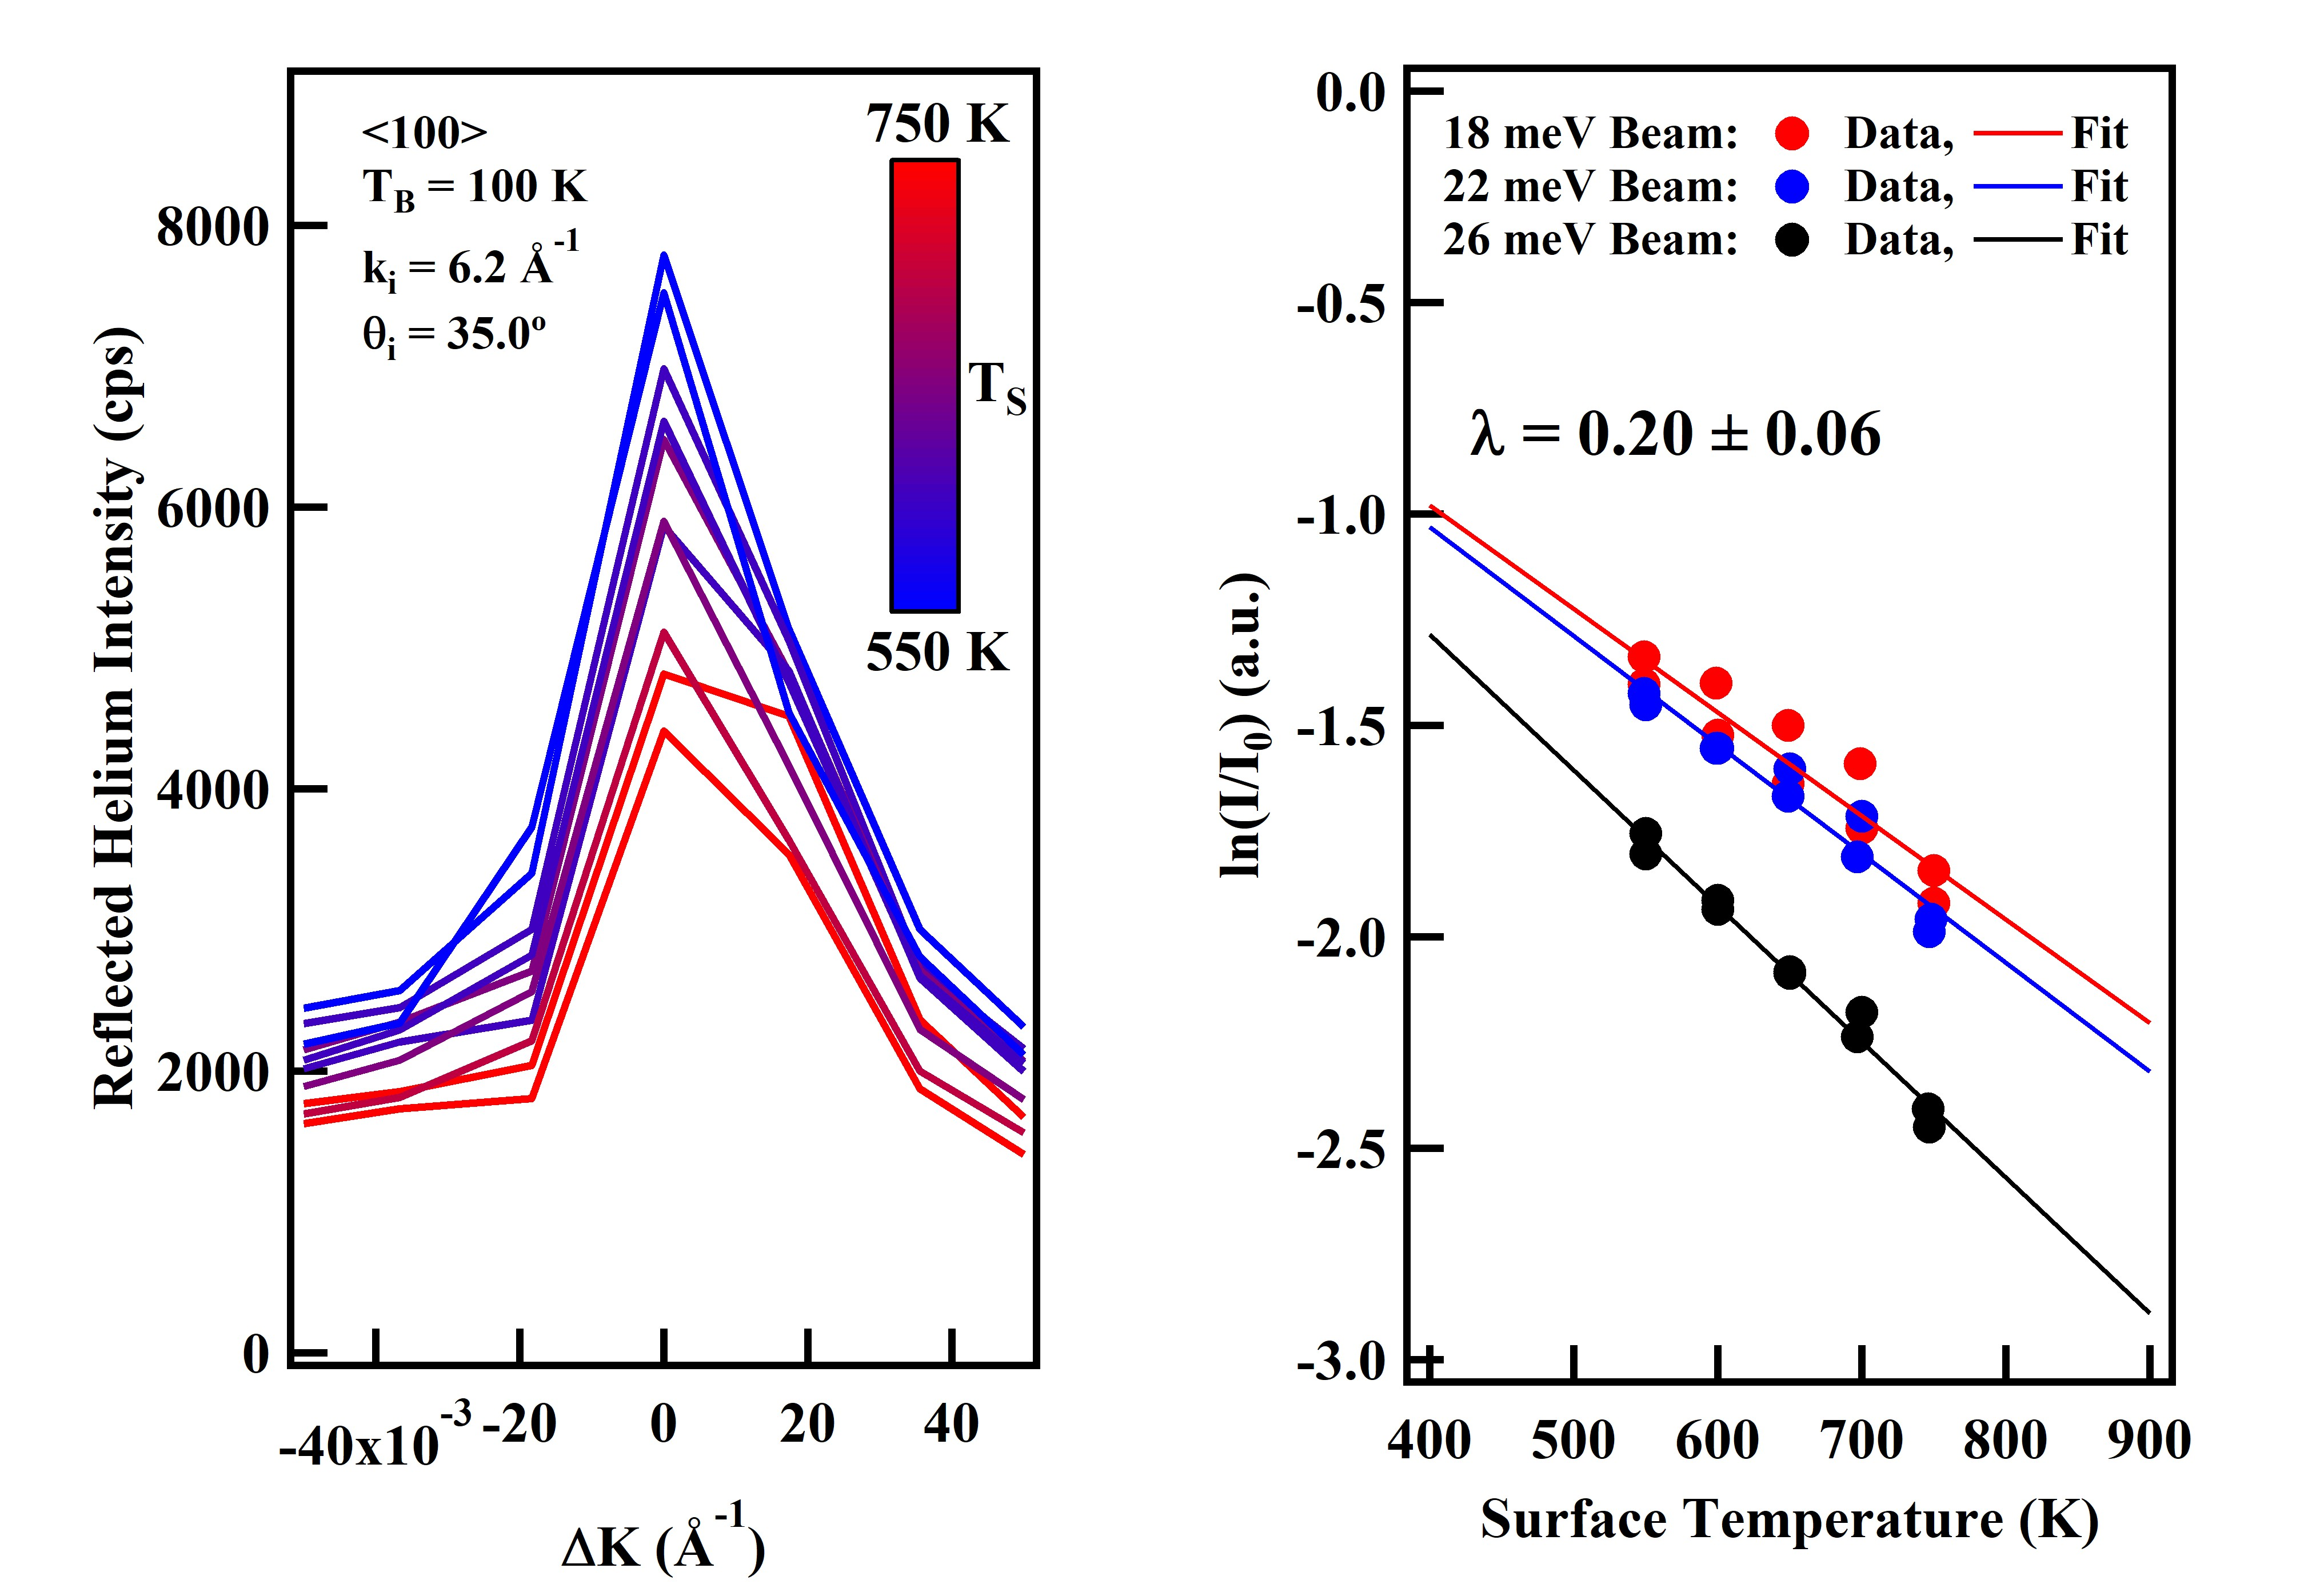 <100>
T_B = 100 K
k_i = 6.2 Å^-1
θ_i = 35.0º
750 K
T_S
550 K
8000
6000
4000
2000
0
Reflected Helium Intensity (cps)
-40x10^-3 -20 0 20 40
ΔK (Å^-1)
18 meV Beam: Data, Fit
22 meV Beam: Data, Fit
26 meV Beam: Data, Fit
λ = 0.20 ± 0.06
0.0
-0.5
-1.0
-1.5
-2.0
-2.5
-3.0
ln(I/I_0) (a.u.)
400 500 600 700 800 900
Surface Temperature (K)